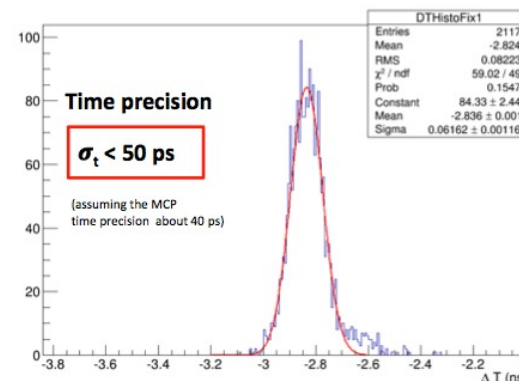 DTHistoFix1
Entries 2117
Mean -2.824
RMS 0.08223
χ² / ndf 59.02 / 49
Prob 0.1547
Constant 84.33 ± 2.44
Mean -2.836 ± 0.001
Sigma 0.06162 ± 0.00116
100
80
60
40
20
0
Time precision
σt < 50 ps
(assuming the MCP
time precision about 40 ps)
-3.8 -3.6 -3.4 -3.2 -3 -2.8 -2.6 -2.4 -2.2
Δ T (ns